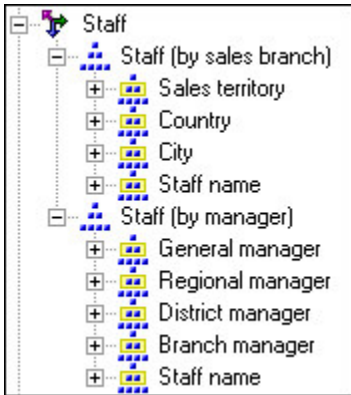 Staff
Staff (by sales branch)
Sales territory
Country
City
Staff name
Staff (by manager)
General manager
Regional manager
District manager
Branch manager
Staff name